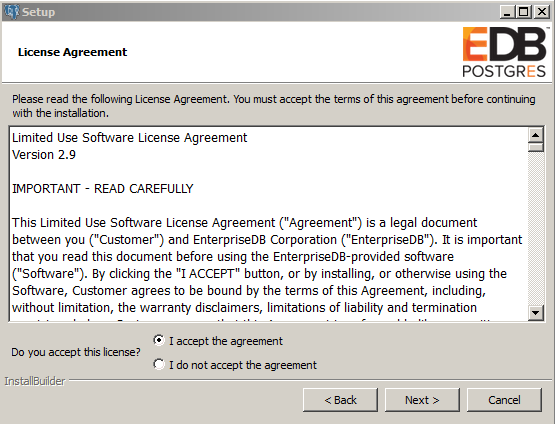 Setup
License Agreement
EDB
POSTGRES
Please read the following License Agreement. You must accept the terms of this agreement before continuing
with the installation.
Limited Use Software License Agreement
Version 2.9
IMPORTANT - READ CAREFULLY
This Limited Use Software License Agreement ("Agreement") is a legal document
between you ("Customer") and EnterpriseDB Corporation ("EnterpriseDB"). It is important
that you read this document before using the EnterpriseDB-provided software
("Software"). By clicking the "I ACCEPT" button, or by installing, or otherwise using the
Software, Customer agrees to be bound by the terms of this Agreement, including,
without limitation, the warranty disclaimers, limitations of liability and termination
Do you accept this license?
I accept the agreement
I do not accept the agreement
InstallBuilder
< Back
Next >
Cancel